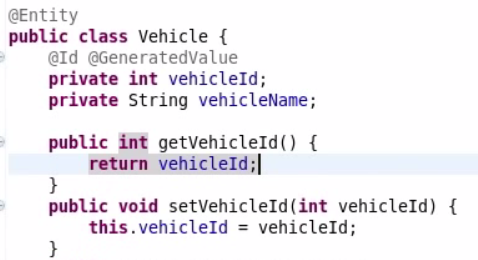 @Entity
public class Vehicle {
    @Id @GeneratedValue
    private int vehicleId;
    private String vehicleName;
    public int getVehicleId() {
        return vehicleId;
    }
    public void setVehicleId(int vehicleId) {
        this.vehicleId = vehicleId;
    }